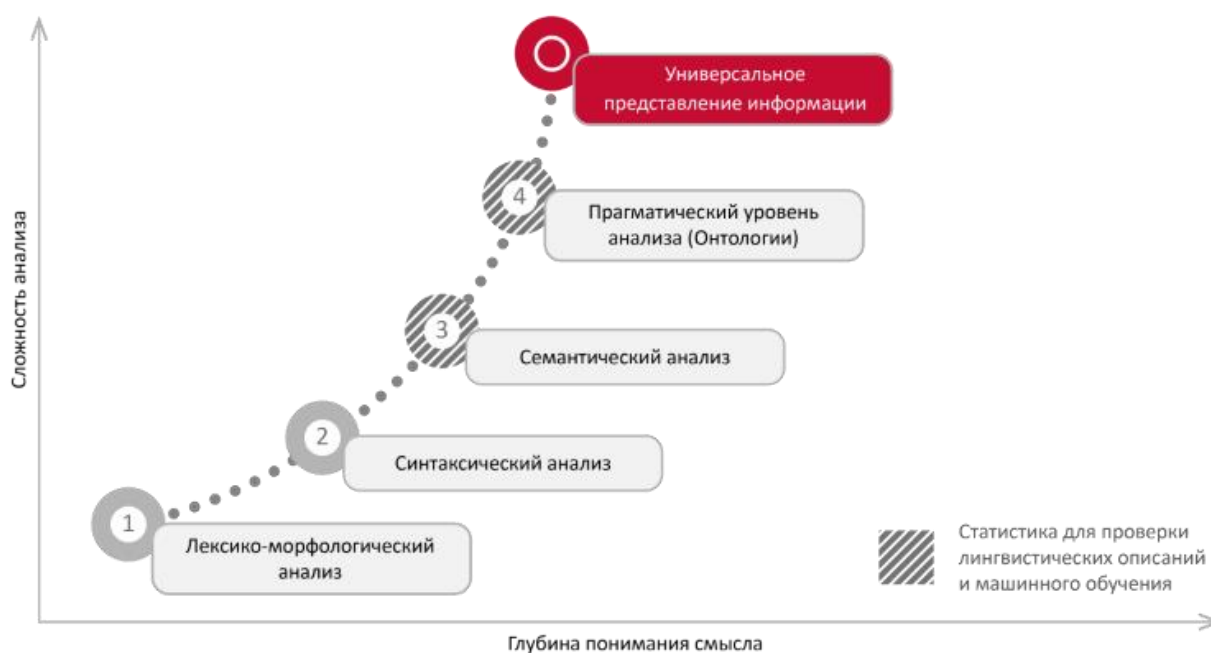 Универсальное
представление информации
4
Прагматический уровень
анализа (Онтологии)
Сложность анализа
3
Семантический анализ
2
Синтаксический анализ
1
Лексико-морфологический
анализ
Статистика для проверки
лингвистических описаний
и машинного обучения
Глубина понимания смысла